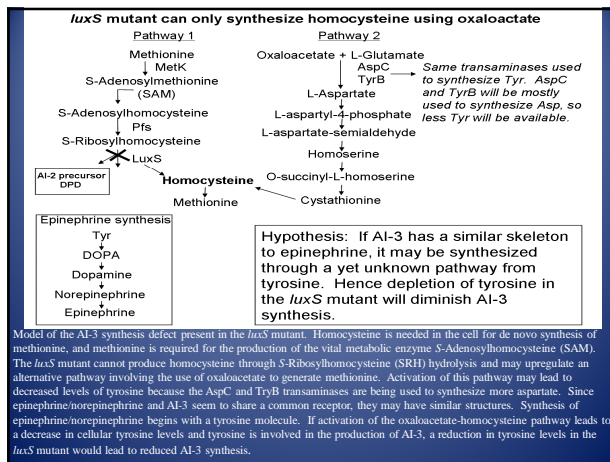 luxS mutant can only synthesize homocysteine using oxaloactate
Pathway 1
Methionine
MetK
S-Adenosylmethionine
(SAM)
S-Adenosylhomocysteine
Pfs
S-Ribosylhomocysteine
LuxS
AI-2 precursor
DPD
Homocysteine
Methionine
Pathway 2
Oxaloacetate + L-Glutamate
AspC
TyrB
L-Aspartate
L-aspartyl-4-phosphate
L-aspartate-semialdehyde
Homoserine
O-succinyl-L-homoserine
Cystathionine
Same transaminases used
to synthesize Tyr. AspC
and TyrB will be mostly
used to synthesize Asp, so
less Tyr will be available.
Epinephrine synthesis
Tyr
DOPA
Dopamine
Norepinephrine
Epinephrine
Hypothesis: If AI-3 has a similar skeleton
to epinephrine, it may be synthesized
through a yet unknown pathway from
tyrosine. Hence depletion of tyrosine in
the luxS mutant will diminish AI-3
synthesis.
Model of the AI-3 synthesis defect present in the luxS mutant. Homocysteine is needed in the cell for de novo synthesis of
methionine, and methionine is required for the production of the vital metabolic enzyme S-Adenosylhomocysteine (SAM).
The luxS mutant cannot produce homocysteine through S-Ribosylhomocysteine (SRH) hydrolysis and may upregulate an
alternative pathway involving the use of oxaloacetate to generate methionine. Activation of this pathway may lead to
decreased levels of tyrosine because the AspC and TryB transaminases are being used to synthesize more aspartate. Since
epinephrine/norepinephrine and AI-3 seem to share a common receptor, they may have similar structures. Synthesis of
epinephrine/norepinephrine begins with a tyrosine molecule. If activation of the oxaloacetate-homocysteine pathway leads to
a decrease in cellular tyrosine levels and tyrosine is involved in the production of AI-3, a reduction in tyrosine levels in the
luxS mutant would lead to reduced AI-3 synthesis.